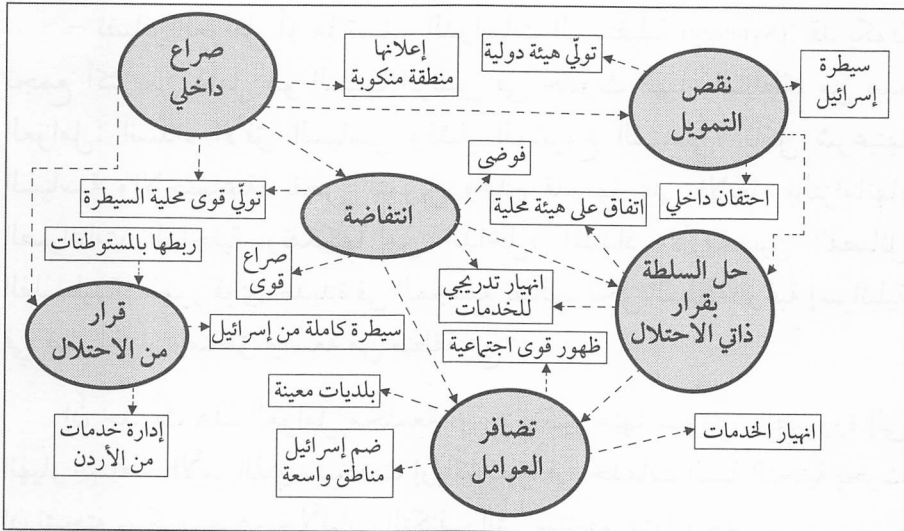 صراع
داخلي
إعلانها
منطقة منكوبة
تولّي هيئة دولية
نقص
التمويل
سيطرة
إسرائيل
فوضى
احتقان داخلي
تولّي قوى محلية السيطرة
انتفاضة
اتفاق على هيئة محلية
ربطها بالمستوطنات
صراع
قوى
انهيار تدريجي
للخدمات
حل السلطة
بقرار
ذاتي الاحتلال
قرار
من الاحتلال
سيطرة كاملة من إسرائيل
ظهور قوى اجتماعية
بلديات معينة
تضافر
العوامل
انهيار الخدمات
إدارة خدمات
من الأردن
ضم إسرائيل
مناطق واسعة